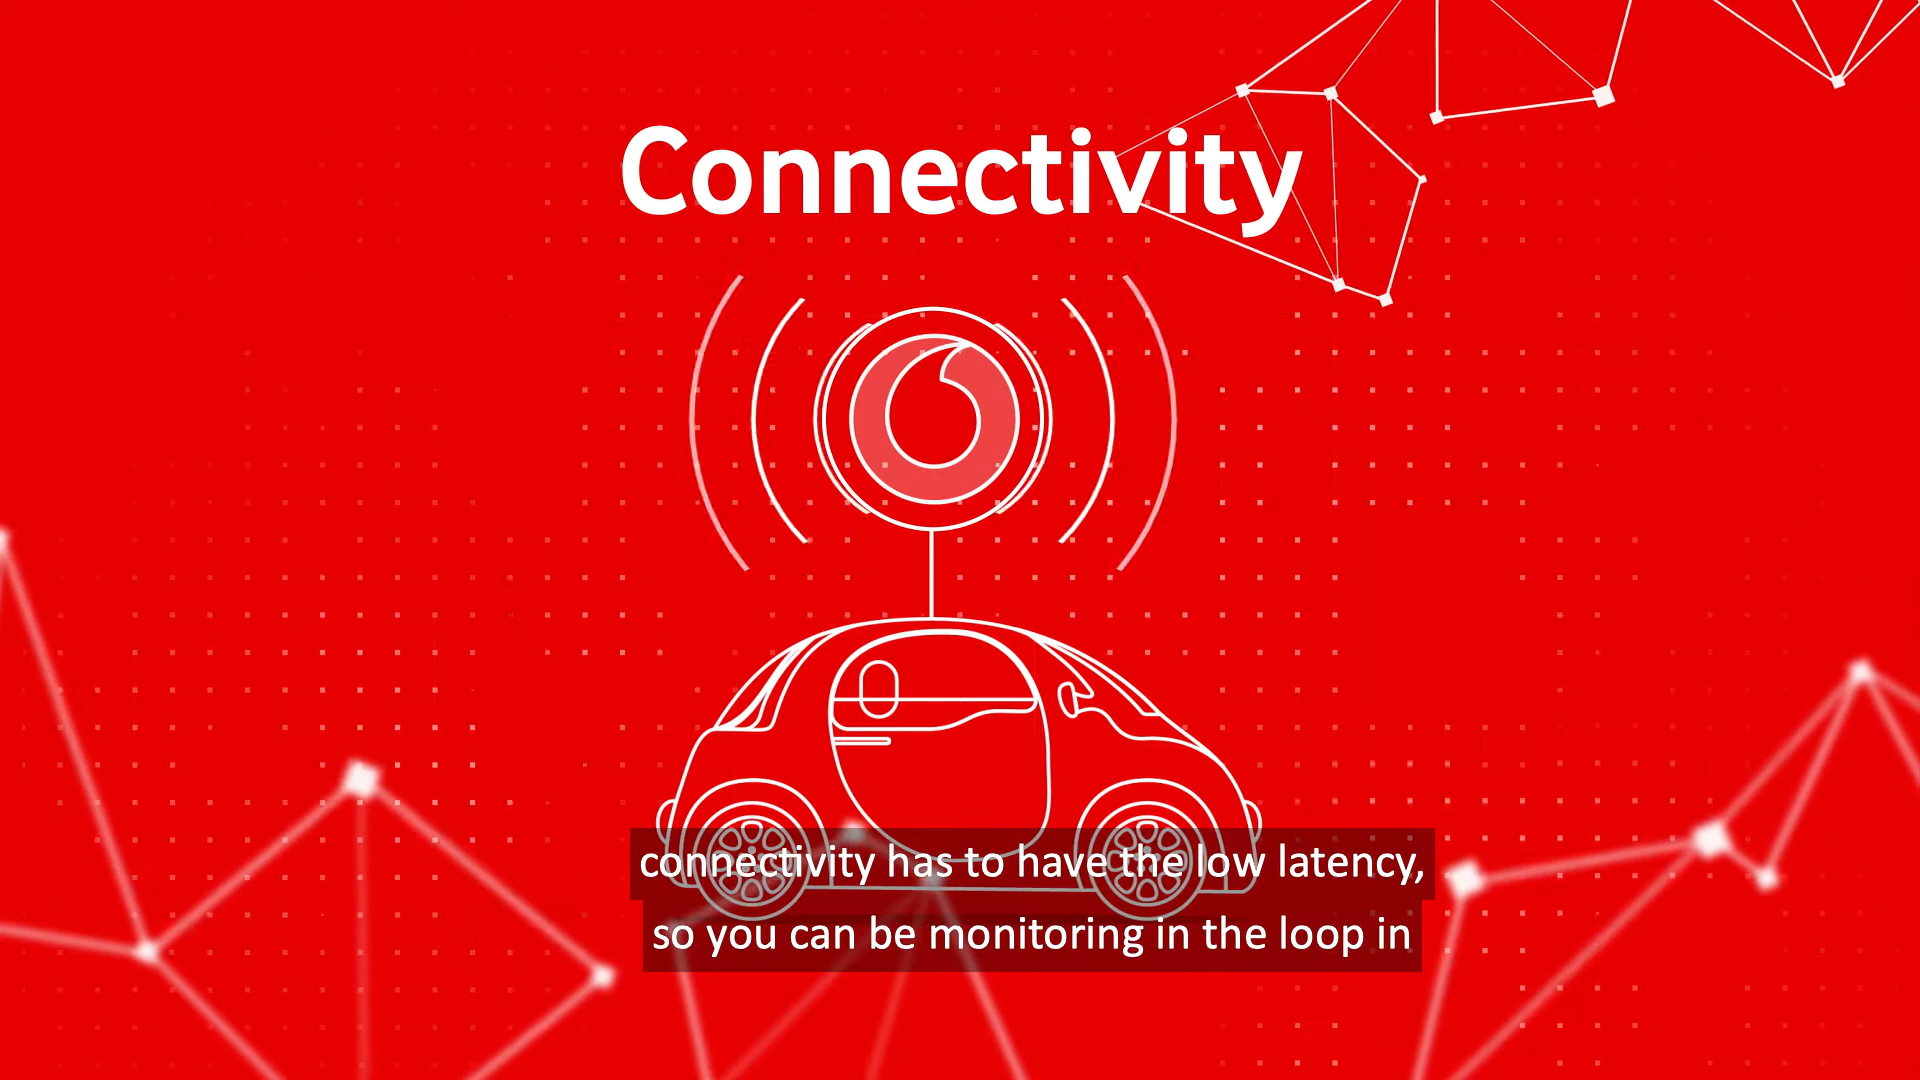 Connectivity
connectivity has to have the low latency,
so you can be monitoring in the loop in